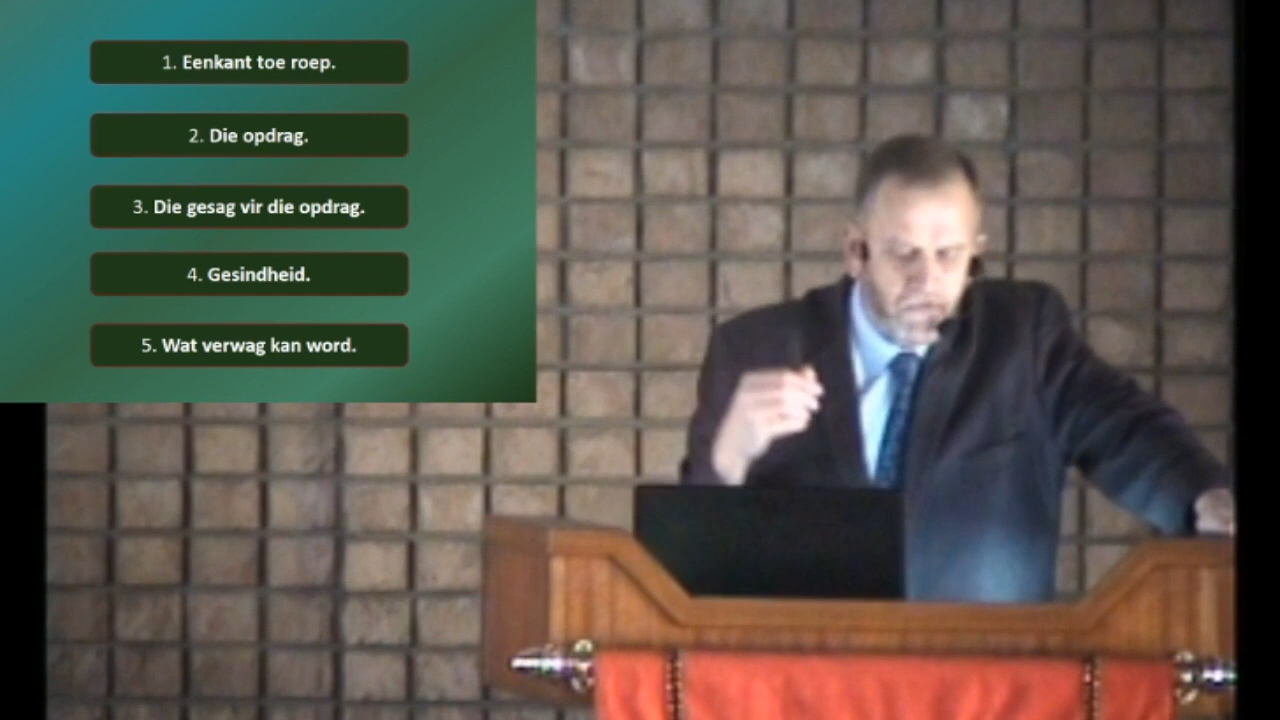 1. Eenkant toe roep.
2. Die opdrag.
3. Die gesag vir die opdrag.
4. Gesindheid.
5. Wat verwag kan word.